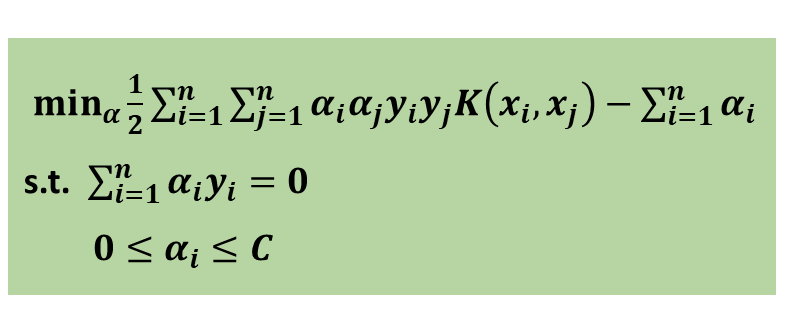 min_α 1/2 ∑_{i=1}^{n} ∑_{j=1}^{n} α_i α_j y_i y_j K(x_i, x_j) − ∑_{i=1}^{n} α_i
s.t. ∑_{i=1}^{n} α_i y_i = 0
0 ≤ α_i ≤ C